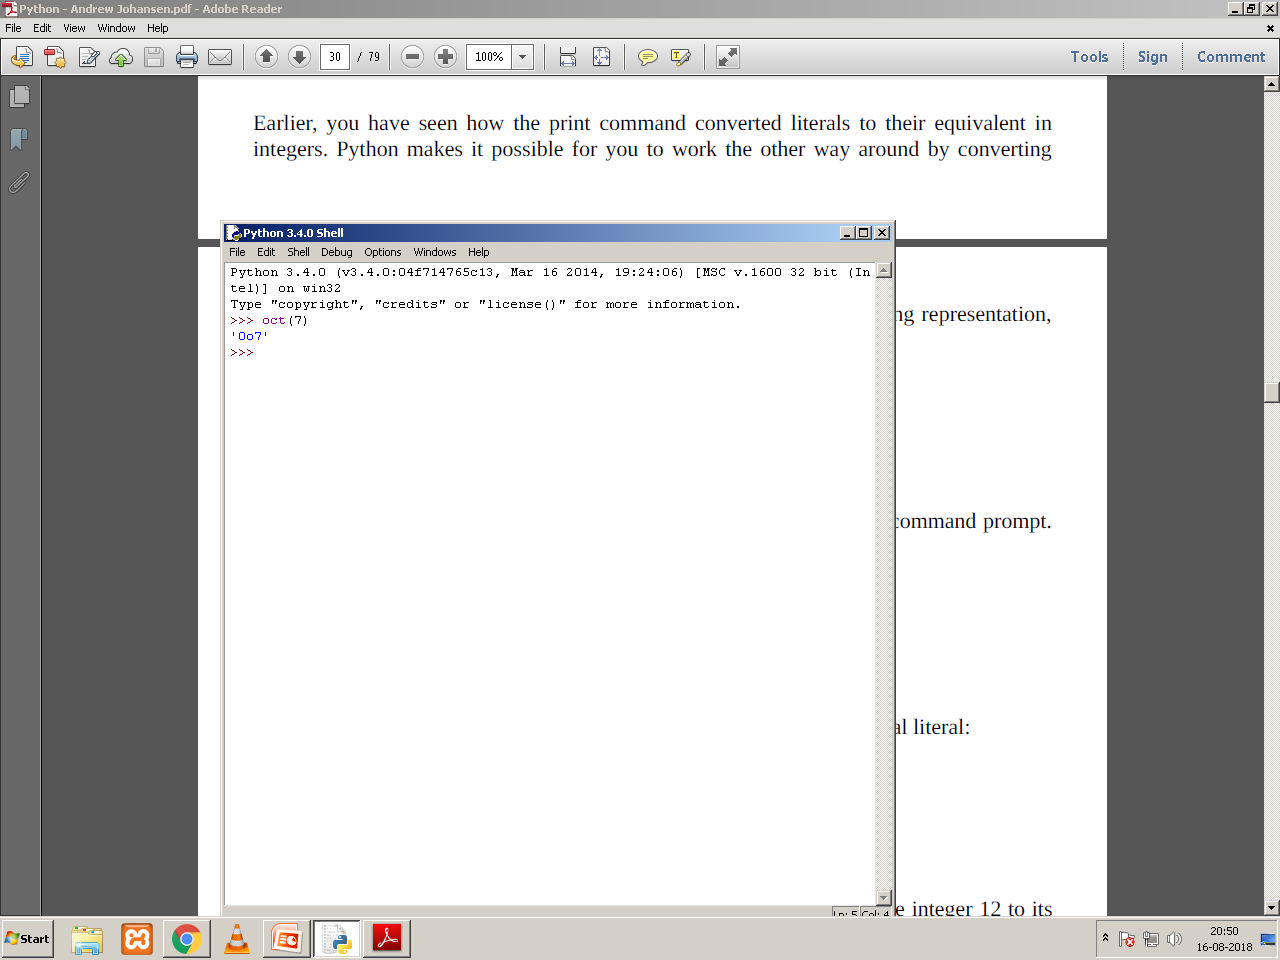 Python - Andrew Johansen.pdf - Adobe Reader
File Edit View Window Help
30 / 79 100% Tools Sign Comment
Earlier, you have seen how the print command converted literals to their equivalent in
integers. Python makes it possible for you to work the other way around by converting
Python 3.4.0 Shell
File Edit Shell Debug Options Windows Help
Python 3.4.0 (v3.4.0:04f714765c13, Mar 16 2014, 19:24:06) [MSC v.1600 32 bit (In
tel)] on win32
Type "copyright", "credits" or "license()" for more information.
>>> oct(7)
'0o7'
>>>
ng representation,
command prompt.
al literal:
e integer 12 to its
Ln: 5 Col: 4
Start
20:50
16-08-2018